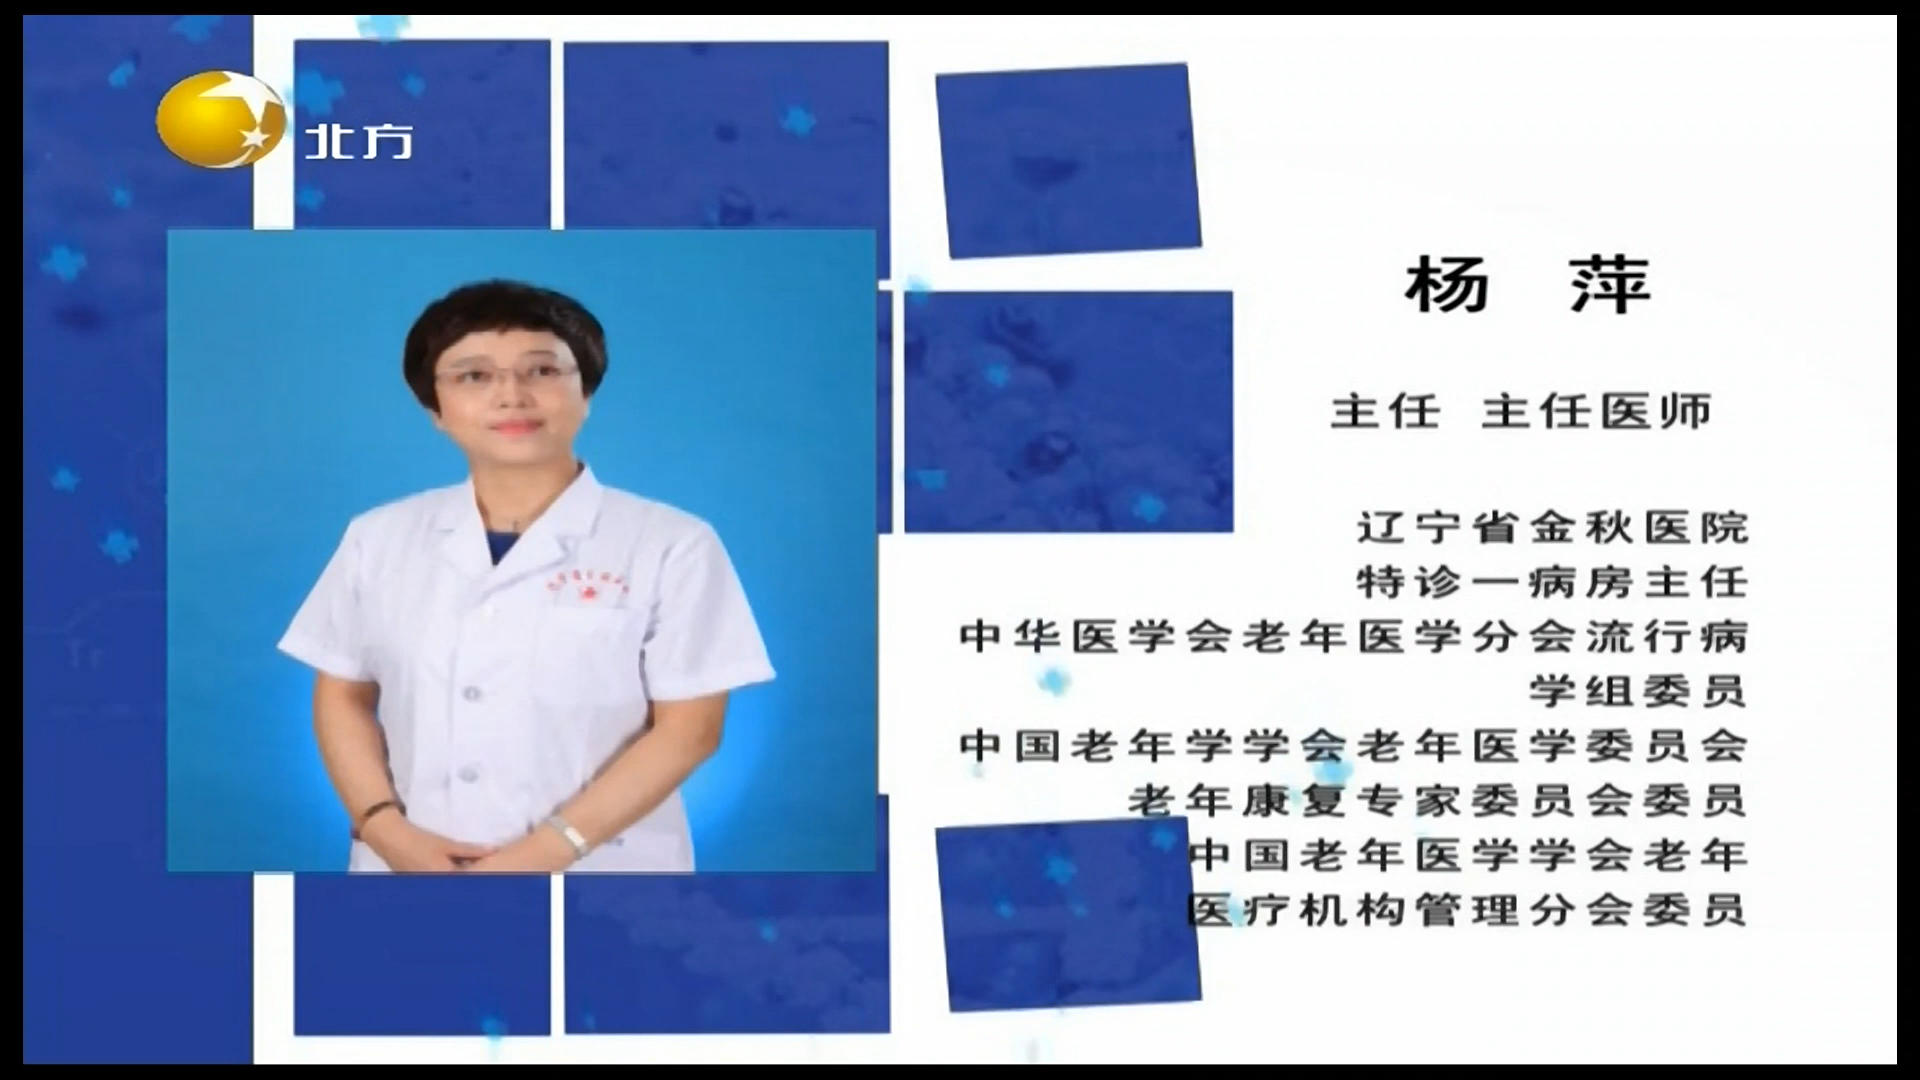 北方
杨 萍
主任 主任医师
辽宁省金秋医院
特诊一病房主任
中华医学会老年医学分会流行病
学组委员
中国老年学学会老年医学委员会
老年康复专家委员会委员
中国老年医学学会老年
医疗机构管理分会委员